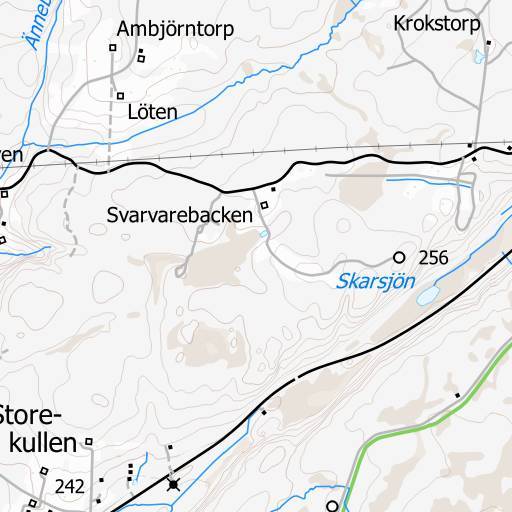 Krokstorp
Ambjörntorp
Löten
Svarvarebacken
256
Skarsjön
Store-
kullen
242